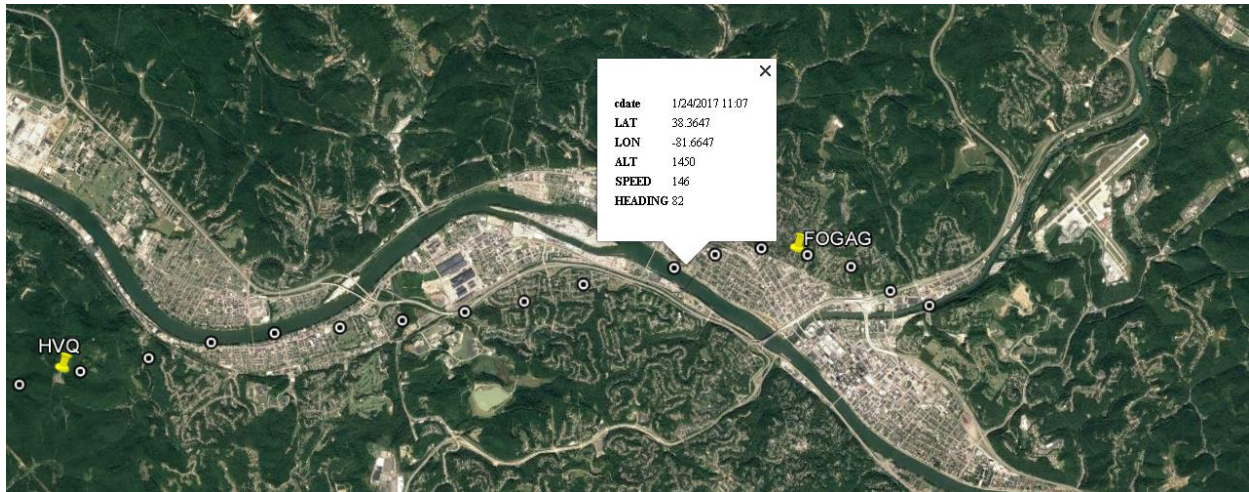 ×
cdate 1/24/2017 11:07
LAT 38.3647
LON -81.6647
ALT 1450
SPEED 146
HEADING 82
FOGAG
HVQ